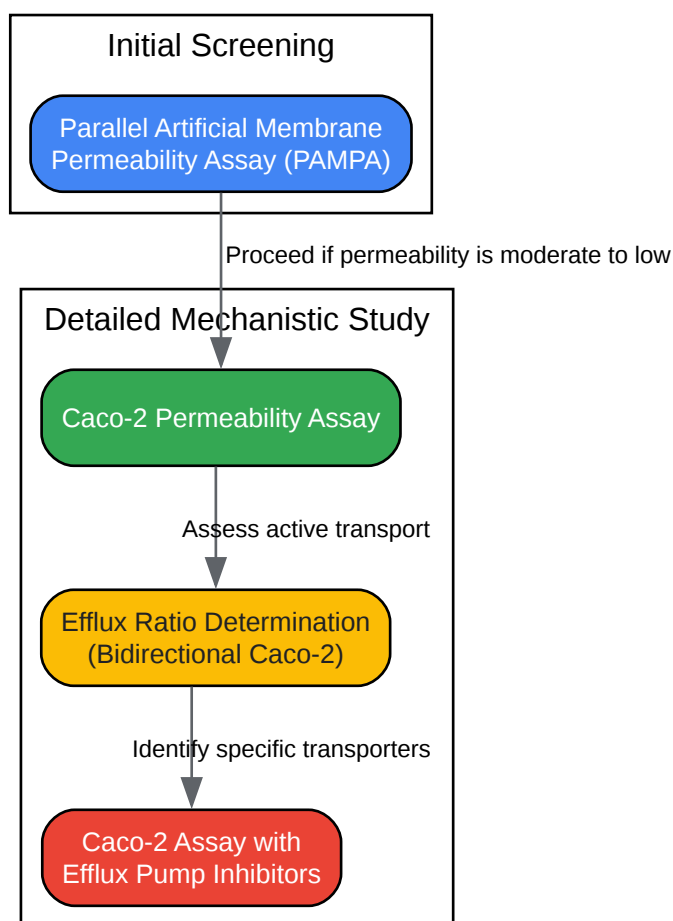 Initial Screening
Parallel Artificial Membrane
Permeability Assay (PAMPA)
Proceed if permeability is moderate to low
Detailed Mechanistic Study
Caco-2 Permeability Assay
Assess active transport
Efflux Ratio Determination
(Bidirectional Caco-2)
Identify specific transporters
Caco-2 Assay with
Efflux Pump Inhibitors